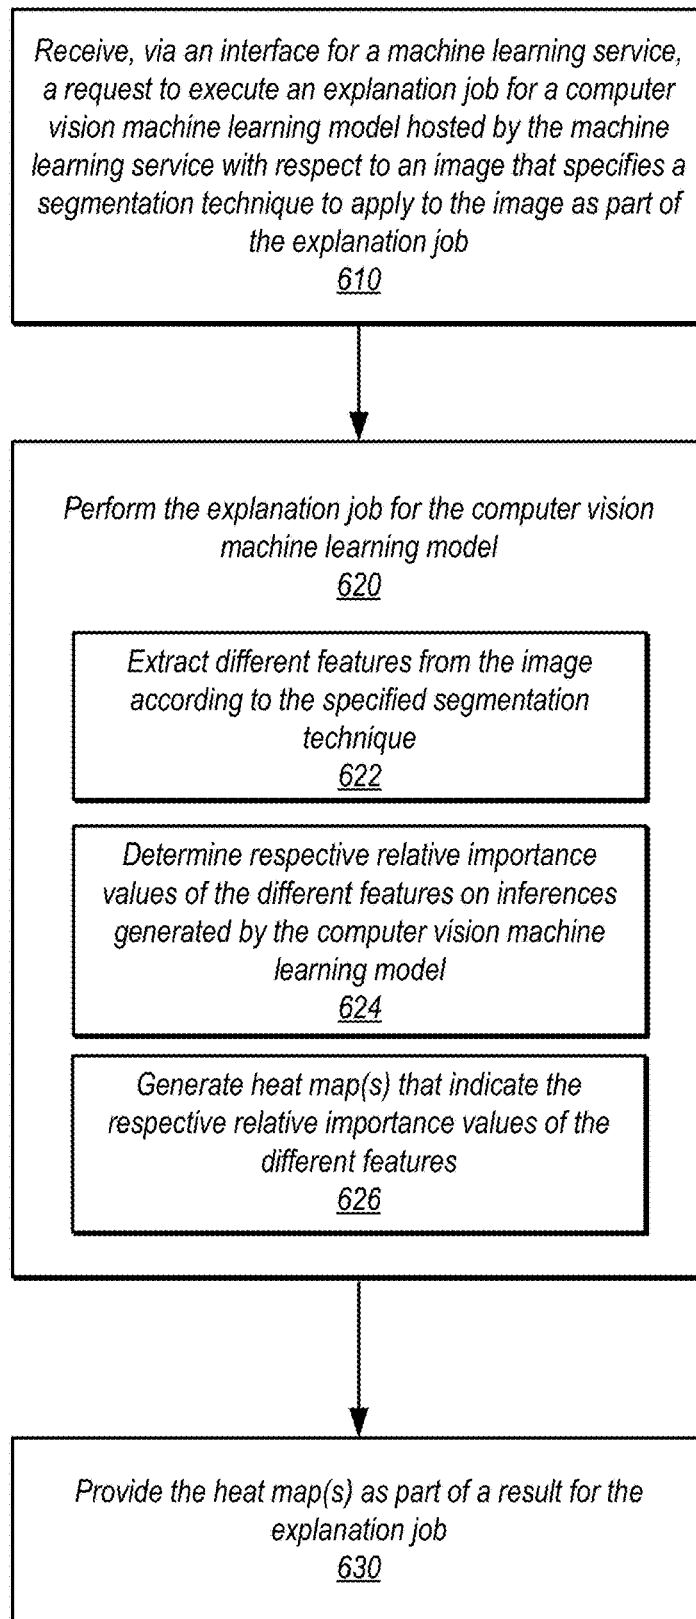 Receive, via an interface for a machine learning service,
a request to execute an explanation job for a computer
vision machine learning model hosted by the machine
learning service with respect to an image that specifies a
segmentation technique to apply to the image as part of
the explanation job
610
Perform the explanation job for the computer vision
machine learning model
620
Extract different features from the image
according to the specified segmentation
technique
622
Determine respective relative importance
values of the different features on inferences
generated by the computer vision machine
learning model
624
Generate heat map(s) that indicate the
respective relative importance values of the
different features
626
Provide the heat map(s) as part of a result for the
explanation job
630